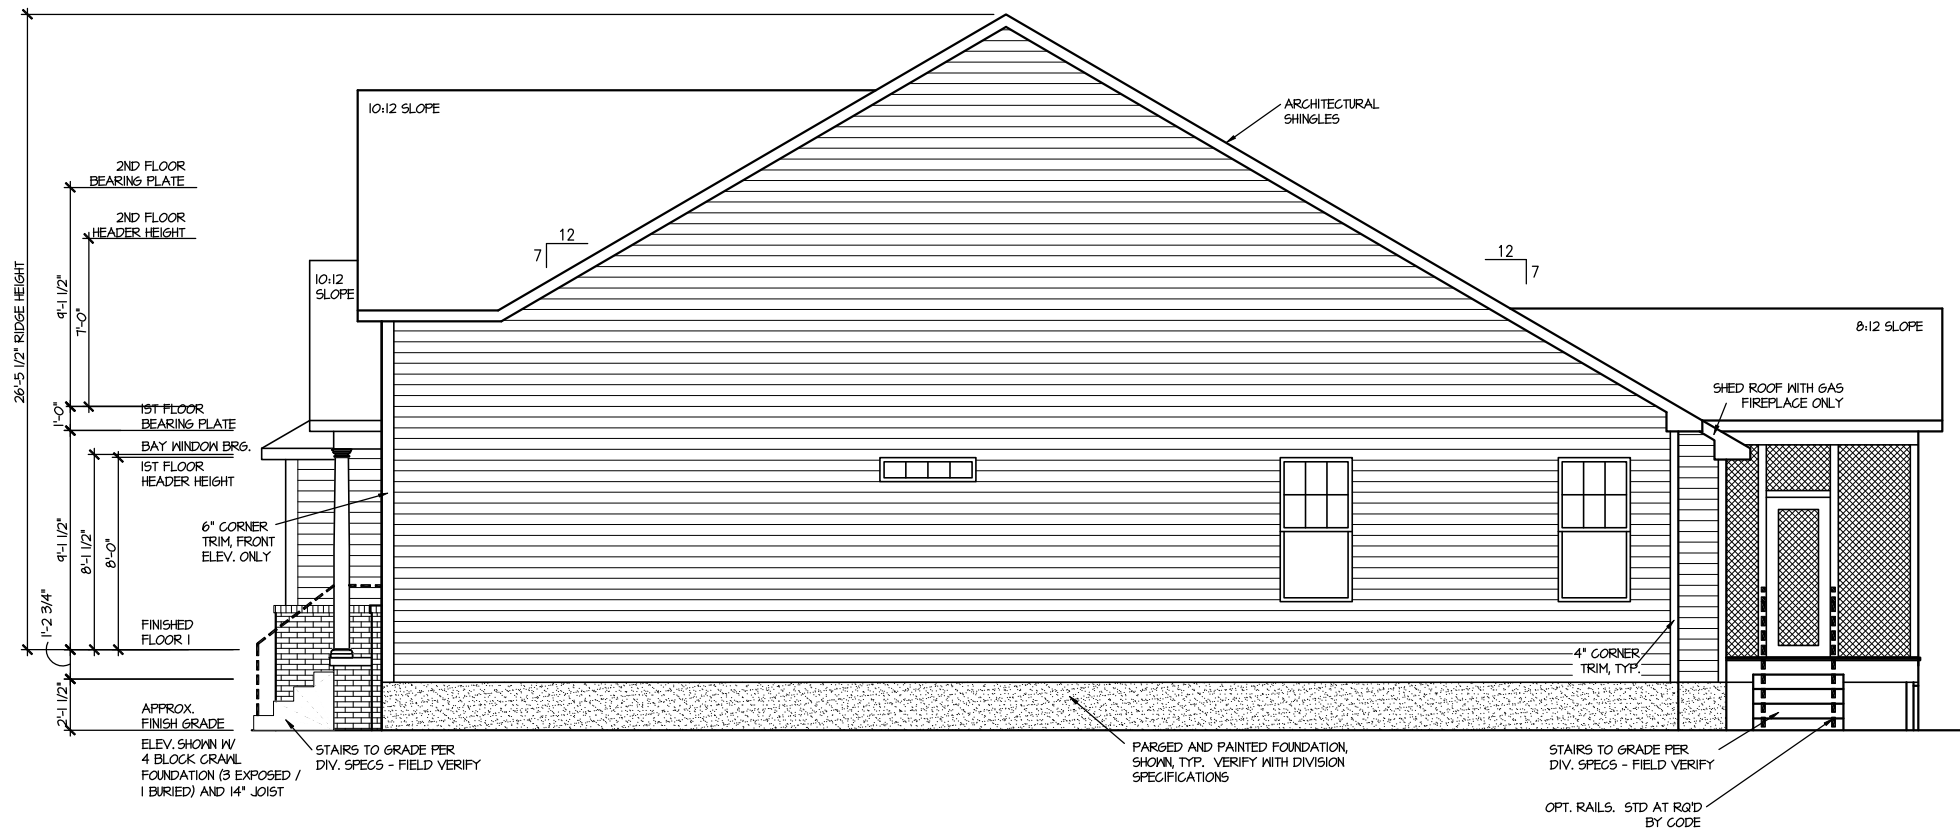 10:12 SLOPE
ARCHITECTURAL
SHINGLES
2ND FLOOR
BEARING PLATE
2ND FLOOR
HEADER HEIGHT
12
7
12
7
26'-5 1/2" RIDGE HEIGHT
9'-1 1/2"
7'-0"
10:12
SLOPE
8:12 SLOPE
SHED ROOF WITH GAS
FIREPLACE ONLY
1'-0"
1ST FLOOR
BEARING PLATE
BAY WINDOW BRG.
1ST FLOOR
HEADER HEIGHT
6" CORNER
TRIM, FRONT
ELEV. ONLY
9'-1 1/2"
8'-1 1/2"
8'-0"
1'-2 3/4"
FINISHED
FLOOR 1
4" CORNER
TRIM, TYP.
2'-1 1/2"
APPROX.
FINISH GRADE
ELEV. SHOWN W/
4 BLOCK CRAWL
FOUNDATION (3 EXPOSED /
1 BURIED) AND 14" JOIST
STAIRS TO GRADE PER
DIV. SPECS - FIELD VERIFY
PARGED AND PAINTED FOUNDATION,
SHOWN, TYP.  VERIFY WITH DIVISION
SPECIFICATIONS
STAIRS TO GRADE PER
DIV. SPECS - FIELD VERIFY
OPT. RAILS.  STD AT RQ'D
BY CODE